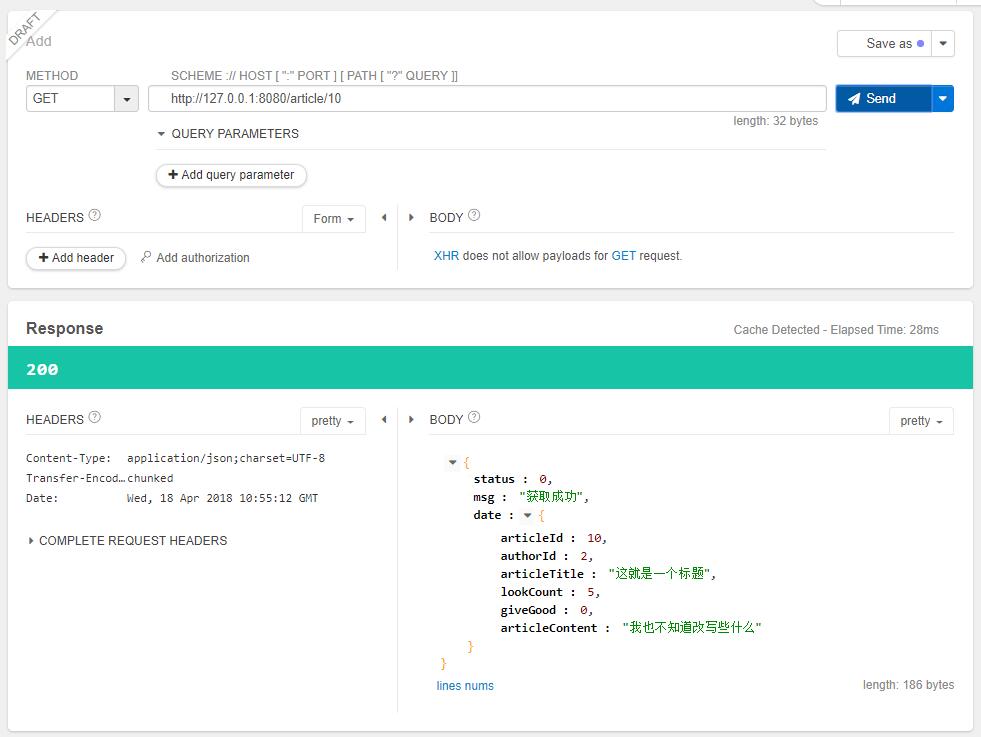 DRAFT
Add
Save as
METHOD
SCHEME :// HOST [ ":" PORT ] [ PATH [ "?" QUERY ]]
GET
http://127.0.0.1:8080/article/10
Send
length: 32 bytes
QUERY PARAMETERS
+ Add query parameter
HEADERS ?
Form
BODY ?
+ Add header
Add authorization
XHR does not allow payloads for GET request.
Response
Cache Detected - Elapsed Time: 28ms
200
HEADERS ?
pretty
BODY ?
pretty
Content-Type: application/json;charset=UTF-8
Transfer-Encod… chunked
Date: Wed, 18 Apr 2018 10:55:12 GMT
COMPLETE REQUEST HEADERS
{
status : 0,
msg : "获取成功",
date : {
articleId : 10,
authorId : 2,
articleTitle : "这就是一个标题",
lookCount : 5,
giveGood : 0,
articleContent : "我也不知道改写些什么"
}
}
lines nums
length: 186 bytes